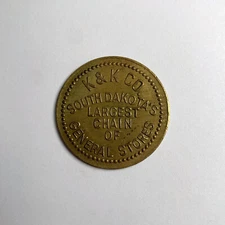 K & K CO.
SOUTH DAKOTA'S
LARGEST
CHAIN
OF
GENERAL STORES